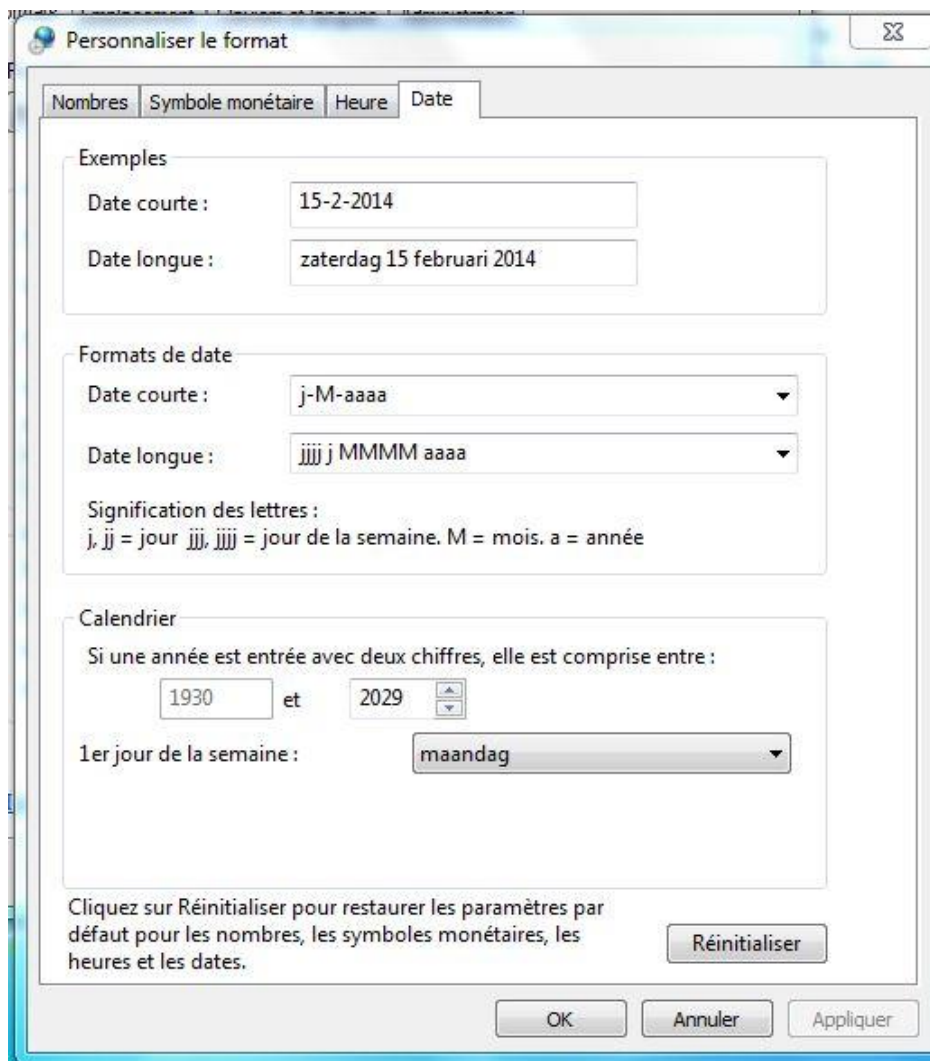 Personnaliser le format
Nombres Symbole monétaire Heure Date
Exemples
Date courte : 15-2-2014
Date longue : zaterdag 15 februari 2014
Formats de date
Date courte : j-M-aaaa
Date longue : jjjj j MMMM aaaa
Signification des lettres :
j, jj = jour jjj, jjjj = jour de la semaine. M = mois. a = année
Calendrier
Si une année est entrée avec deux chiffres, elle est comprise entre :
1930 et 2029
1er jour de la semaine : maandag
Cliquez sur Réinitialiser pour restaurer les paramètres par
défaut pour les nombres, les symboles monétaires, les
heures et les dates.
Réinitialiser
OK Annuler Appliquer